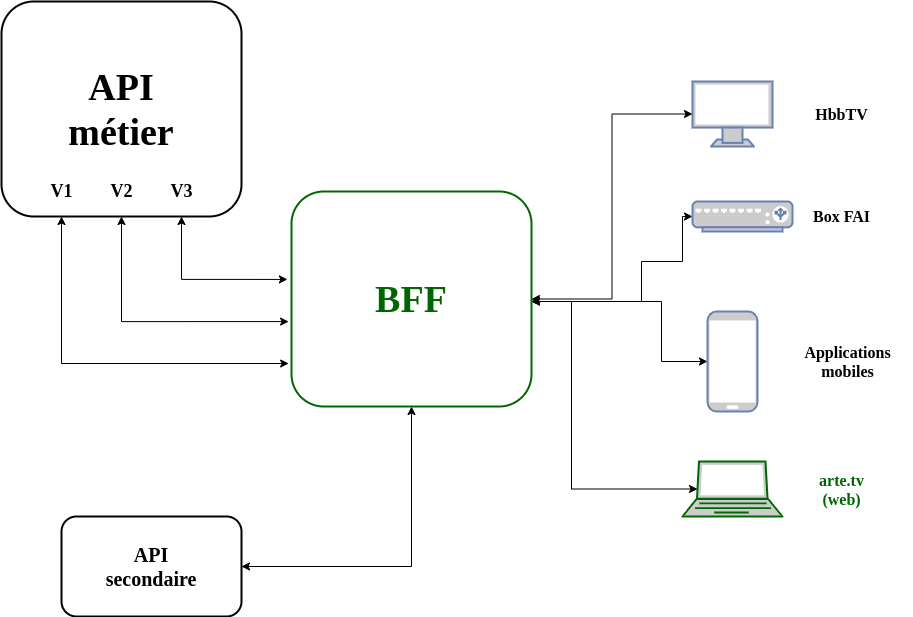 API
métier
V1 V2 V3
BFF
API
secondaire
HbbTV
Box FAI
Applications
mobiles
arte.tv
(web)